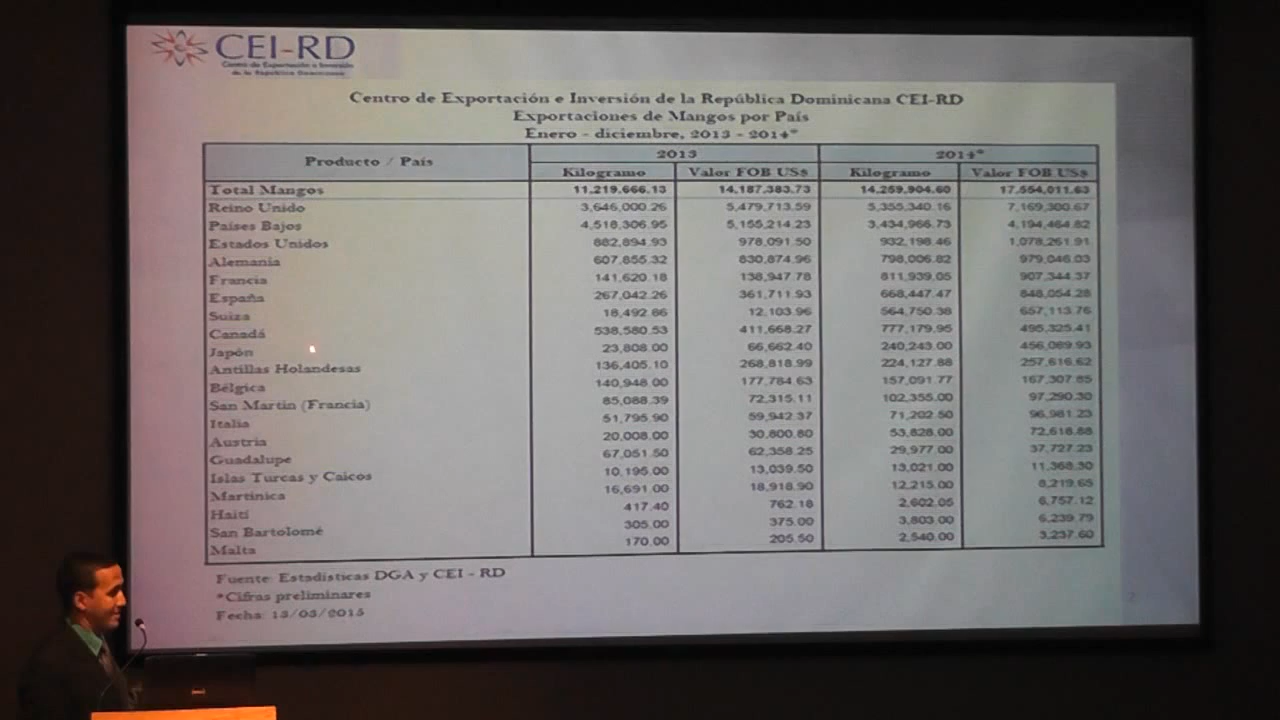 CEI-RD
Centro de Exportación e Inversión
de la República Dominicana
Centro de Exportación e Inversión de la República Dominicana CEI-RD
Exportaciones de Mangos por País
Enero - diciembre, 2013 - 2014*
Producto / País 2013 2014*
Kilogramo Valor FOB US$ Kilogramo Valor FOB US$
Total Mangos 11,219,666.13 14,187,383.73 14,259,904.60 17,554,011.63
Reino Unido 3,646,000.26 5,479,713.59 5,355,340.16 7,169,300.67
Países Bajos 4,518,306.95 5,155,214.23 3,434,966.73 4,194,464.82
Estados Unidos 882,894.93 978,091.50 932,198.46 1,078,261.91
Alemania 607,855.32 830,874.96 798,006.82 979,046.03
Francia 141,620.18 138,947.78 811,939.05 907,344.37
España 267,042.26 361,711.93 668,447.47 848,054.28
Suiza 18,492.66 12,103.96 564,750.38 657,113.76
Canadá 538,580.53 411,668.27 777,179.95 495,325.41
Japón 23,808.00 66,662.40 240,243.00 456,089.93
Antillas Holandesas 136,405.10 268,818.99 224,127.88 257,616.62
Bélgica 140,948.00 177,784.63 157,091.77 167,307.85
San Martin (Francia) 85,088.39 72,315.11 102,355.00 97,290.30
Italia 51,795.90 59,942.37 71,202.50 96,981.23
Austria 20,008.00 30,800.80 53,828.00 72,618.88
Guadalupe 67,051.50 62,358.25 29,977.00 37,727.23
Islas Turcas y Caicos 10,195.00 13,039.50 13,021.00 11,368.30
Martinica 16,691.00 18,918.90 12,215.00 8,219.65
Haití 417.40 762.18 2,602.05 6,757.12
San Bartolomé 305.00 375.00 3,803.00 6,239.79
Malta 170.00 205.50 2,540.00 3,237.60
Fuente: Estadísticas DGA y CEI - RD
*Cifras preliminares
Fecha: 13/03/2015